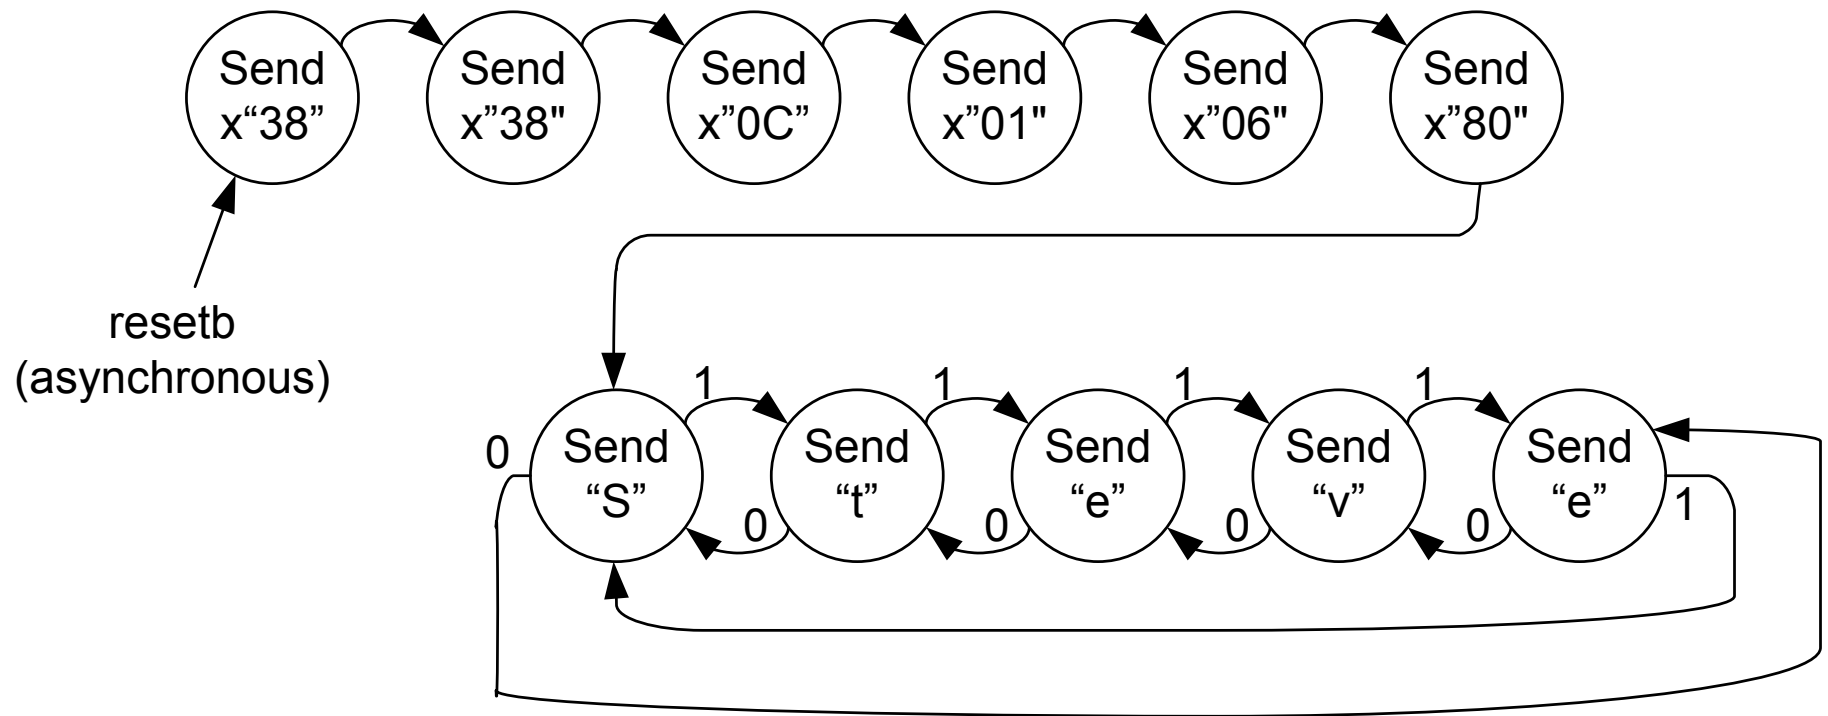 Send
x“38”
Send
x”38"
Send
x”0C”
Send
x”01"
Send
x”06"
Send
x”80"
resetb
(asynchronous)
0
Send
“S”
1
0
Send
“t”
1
0
Send
“e”
1
0
Send
“v”
1
0
Send
“e”
1